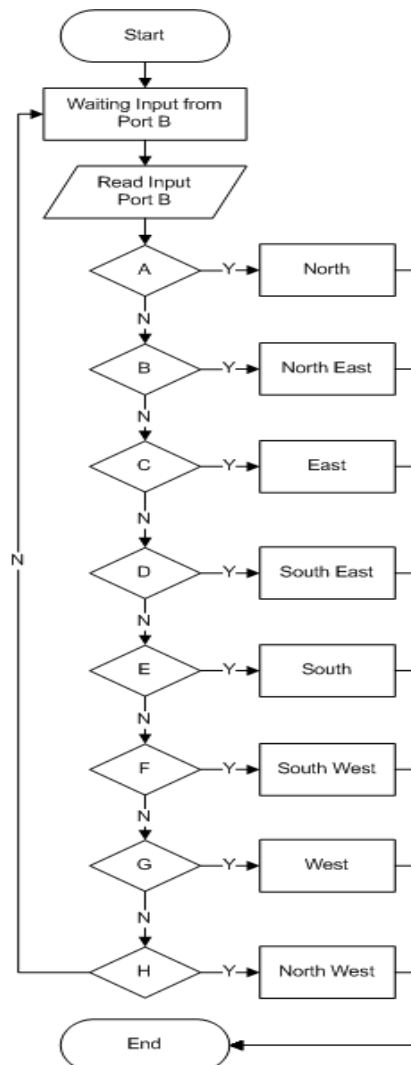 Start
Waiting Input from
Port B
Read Input
Port B
A
Y
North
N
B
Y
North East
N
C
Y
East
N
N
D
Y
South East
N
E
Y
South
N
F
Y
South West
N
G
Y
West
N
H
Y
North West
End